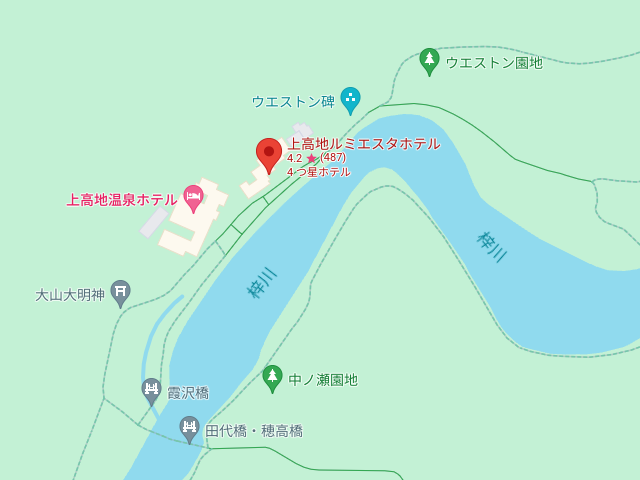 ウエストン園地
ウエストン碑
上高地ルミエスタホテル
4.2 ★ (487)
4 つ星ホテル
上高地温泉ホテル
梓川
梓川
大山大明神
中ノ瀬園地
霞沢橋
田代橋・穂高橋